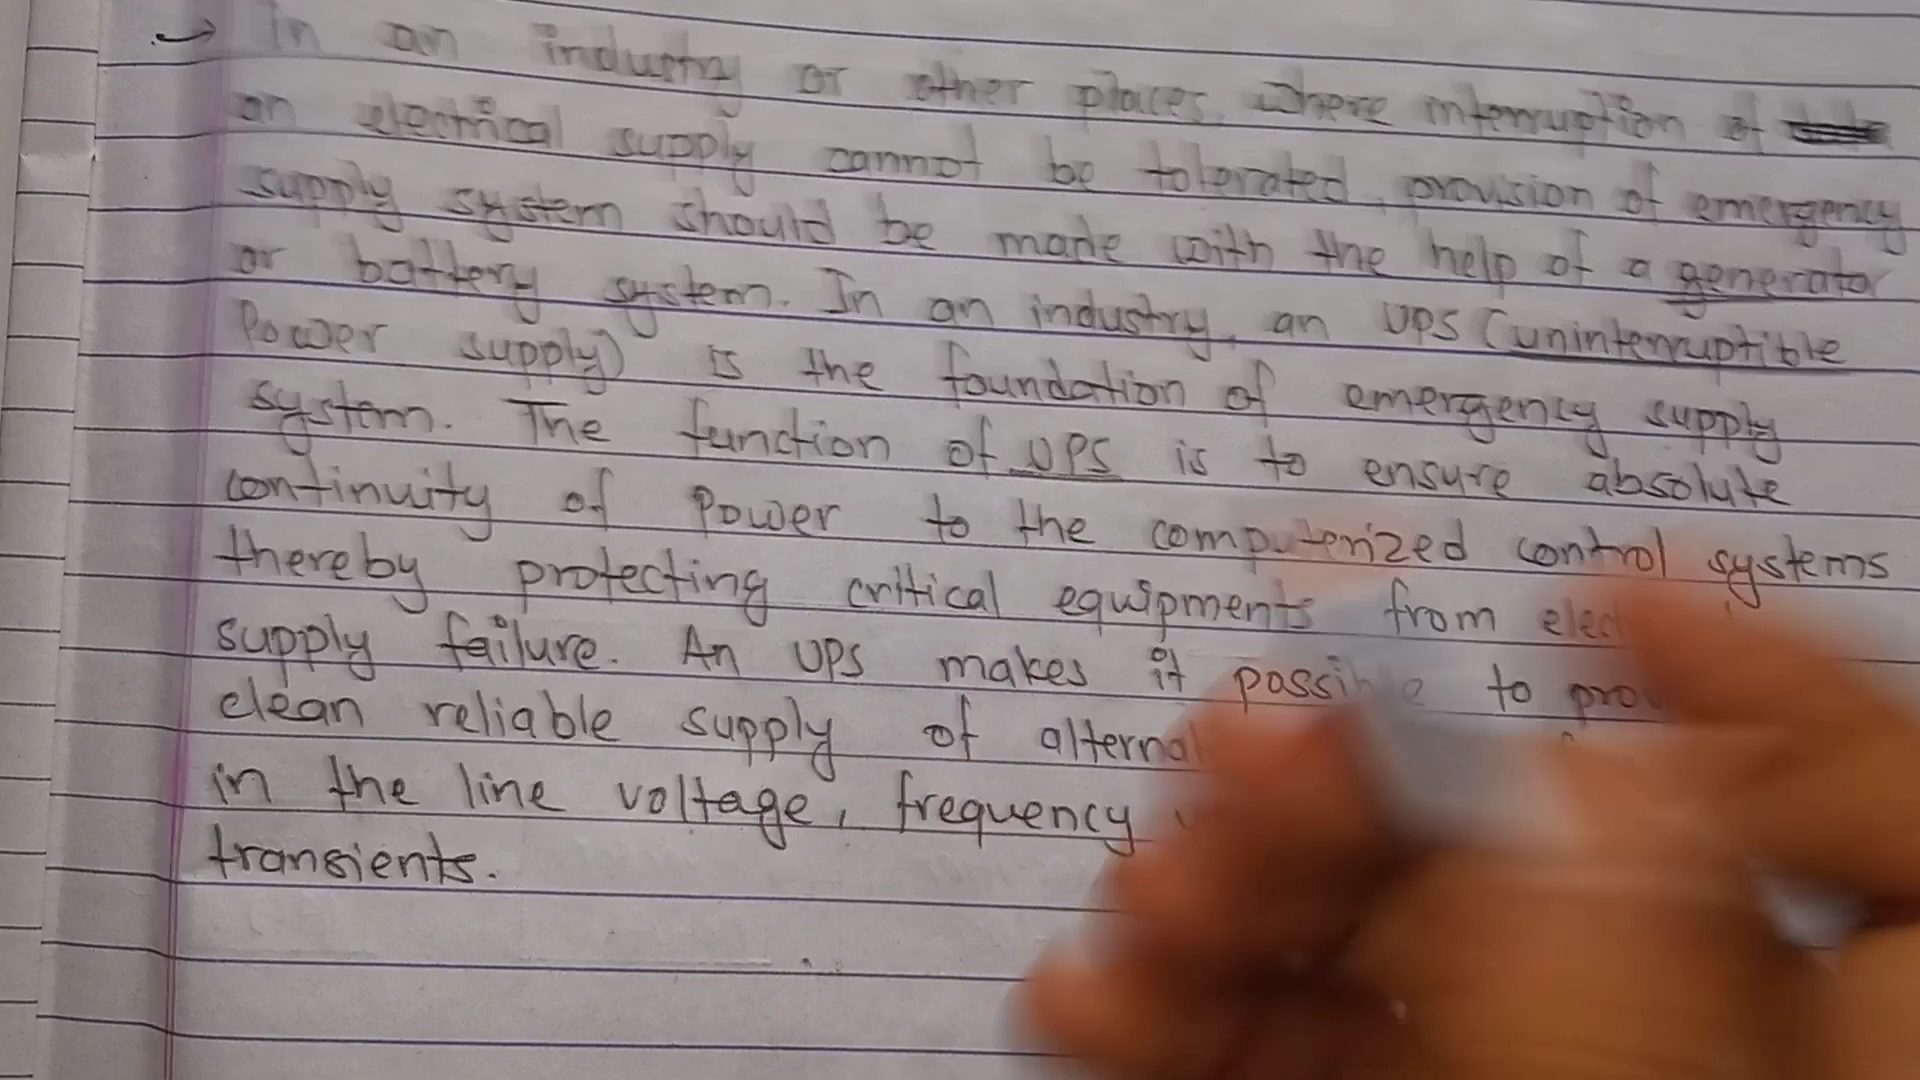 → In an industry or other places, where interruption of
an electrical supply cannot be tolerated, provision of emergency
supply system should be made with the help of a generator
or battery system. In an industry, an UPS (uninterruptible
Power supply) is the foundation of emergency supply
system. The function of UPS is to ensure absolute
continuity of Power to the computerized control systems
thereby protecting critical equipments from
supply failure. An UPS makes it possible to
clean reliable supply of
in the line voltage, frequency
transients.